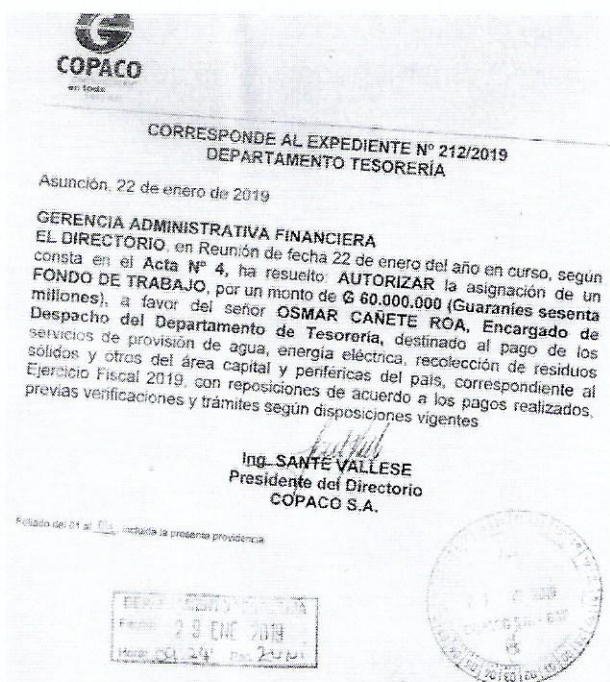 COPACO
en todo
CORRESPONDE AL EXPEDIENTE Nº 212/2019
DEPARTAMENTO TESORERÍA
Asunción, 22 de enero de 2019
GERENCIA ADMINISTRATIVA FINANCIERA
EL DIRECTORIO, en Reunión de fecha 22 de enero del año en curso, según
consta en el Acta Nº 4, ha resuelto: AUTORIZAR la asignación de un
FONDO DE TRABAJO, por un monto de ₲ 60.000.000 (Guaraníes sesenta
millones), a favor del señor OSMAR CAÑETE ROA, Encargado de
Despacho del Departamento de Tesorería, destinado al pago de los
servicios de provisión de agua, energía eléctrica, recolección de residuos
sólidos y otros del área capital y periféricas del país, correspondiente al
Ejercicio Fiscal 2019, con reposiciones de acuerdo a los pagos realizados,
previas verificaciones y trámites según disposiciones vigentes
Ing. SANTE VALLESE
Presidente del Directorio
COPACO S.A.
Foliado del 01 al incluida la presente providencia
Fecha: 29 ENE 2019
Hora: 09:24